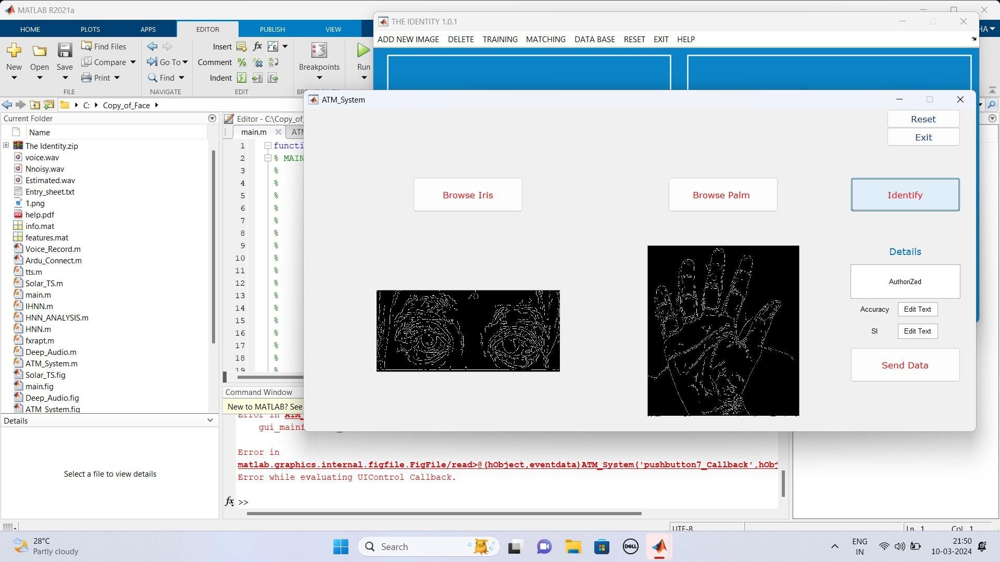 MATLAB R2021a
HOME
PLOTS
APPS
EDITOR
PUBLISH
VIEW
HA
New
Open
Save
Find Files
Compare
Print
FILE
Go To
Find
NAVIGATE
Insert
fx
Comment
Indent
EDIT
Breakpoints
Run
THE IDENTITY 1.0.1
ADD NEW IMAGE
DELETE
TRAINING
MATCHING
DATA BASE
RESET
EXIT
HELP
C:
Copy_of_Face
Current Folder
Name
The Identity.zip
voice.wav
Nnoisy.wav
Estimated.wav
Entry_sheet.txt
1.png
help.pdf
info.mat
features.mat
Voice_Record.m
Ardu_Connect.m
tts.m
Solar_TS.m
main.m
IHNN.m
HNN_ANALYSIS.m
HNN.m
fxrapt.m
Deep_Audio.m
ATM_System.m
Solar_TS.fig
main.fig
Deep_Audio.fig
ATM_System.fig
Details
Select a file to view details
Editor - C:\Copy_of_
main.m
ATM
1 functi
2 % MAIN
3 %
4 %
5 %
6 %
7 %
8 %
9 %
10 %
11 %
12 %
13 %
14 %
15 %
16 %
17 %
18 %
19 %
ATM_System
Reset
Exit
Browse Iris
Browse Palm
Identify
Details
AuthoriZed
Accuracy
Edit Text
SI
Edit Text
Send Data
Command Window
New to MATLAB? See
Error in ATM_
gui_mainf
Error in
matlab.graphics.internal.figfile.FigFile/read>@(hObject,eventdata)ATM_System('pushbutton7_Callback',hObj
Error while evaluating UIControl Callback.
fx >>
UTF-8
Ln 1
Col 1
28°C
Partly cloudy
Search
DELL
ENG
IN
21:50
10-03-2024